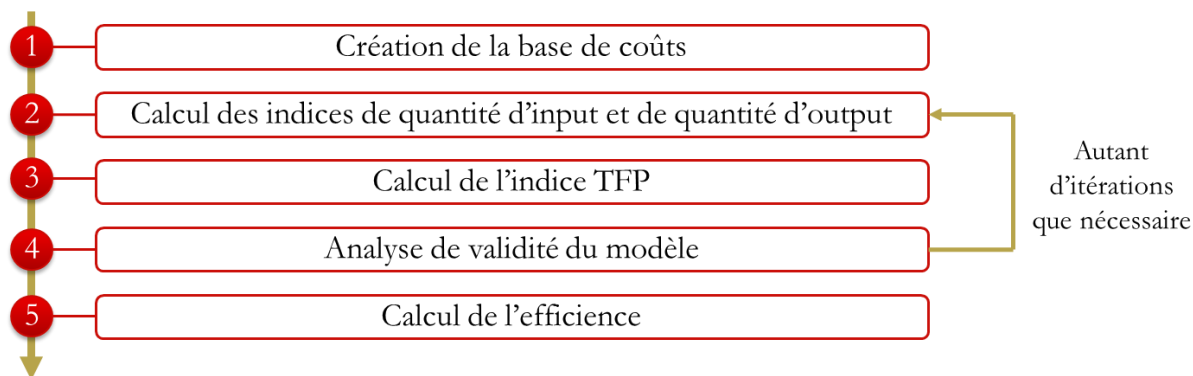 1 Création de la base de coûts
2 Calcul des indices de quantité d’input et de quantité d’output
3 Calcul de l’indice TFP
4 Analyse de validité du modèle
5 Calcul de l’efficience
Autant
d’itérations
que nécessaire